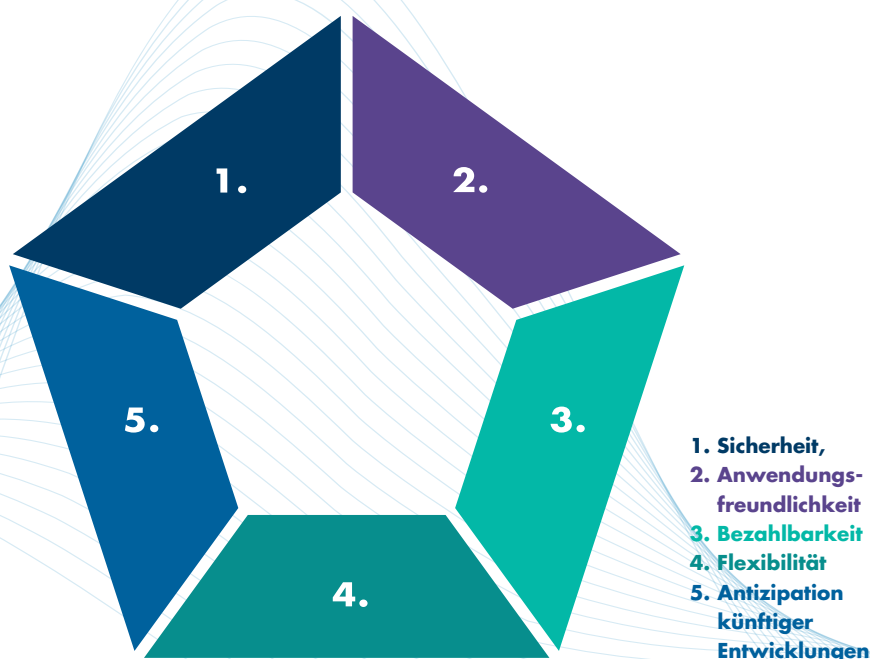 1.
2.
5.
3.
4.
1. Sicherheit,
2. Anwendungs-
freundlichkeit
3. Bezahlbarkeit
4. Flexibilität
5. Antizipation
künftiger
Entwicklungen